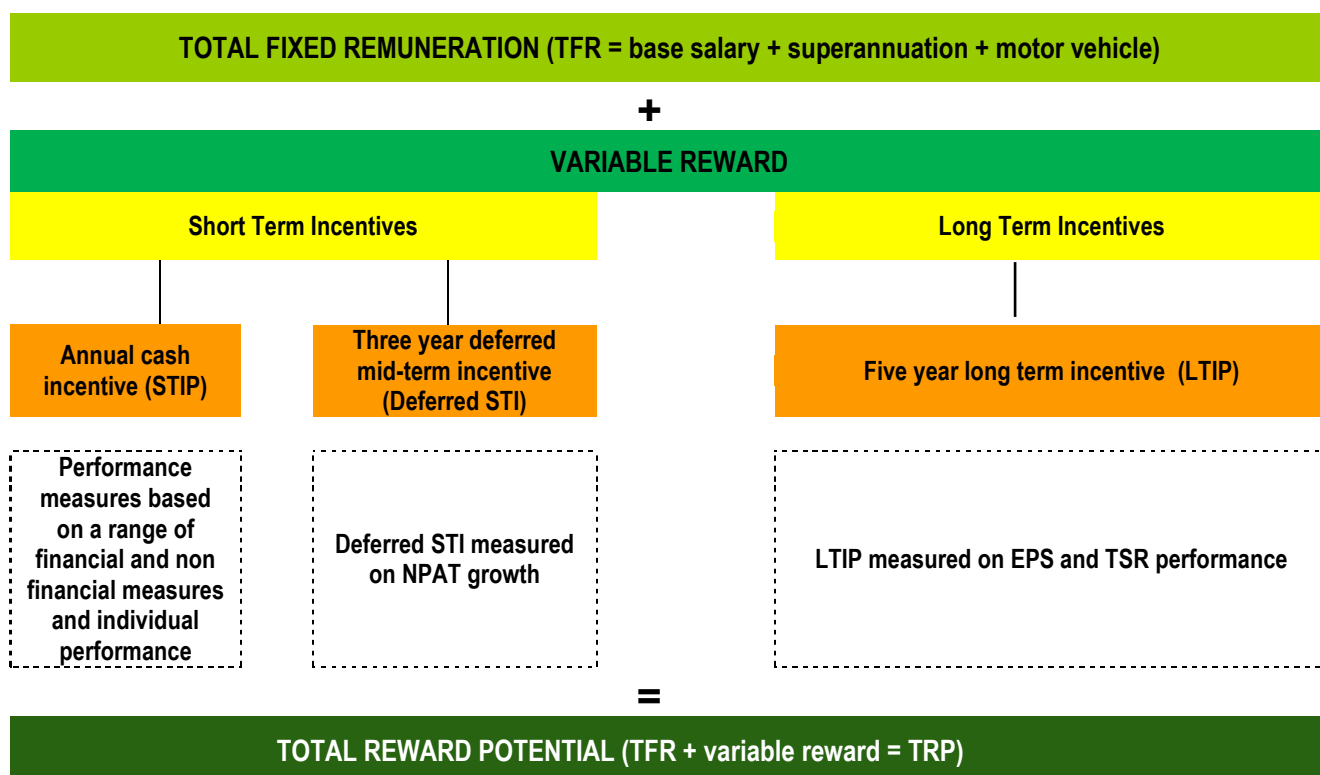 TOTAL FIXED REMUNERATION (TFR = base salary + superannuation + motor vehicle)
+
VARIABLE REWARD
Short Term Incentives
Long Term Incentives
Annual cash
incentive (STIP)
Three year deferred
mid-term incentive
(Deferred STI)
Five year long term incentive (LTIP)
Performance
measures based
on a range of
financial and non
financial measures
and individual
performance
Deferred STI measured
on NPAT growth
LTIP measured on EPS and TSR performance
=
TOTAL REWARD POTENTIAL (TFR + variable reward = TRP)